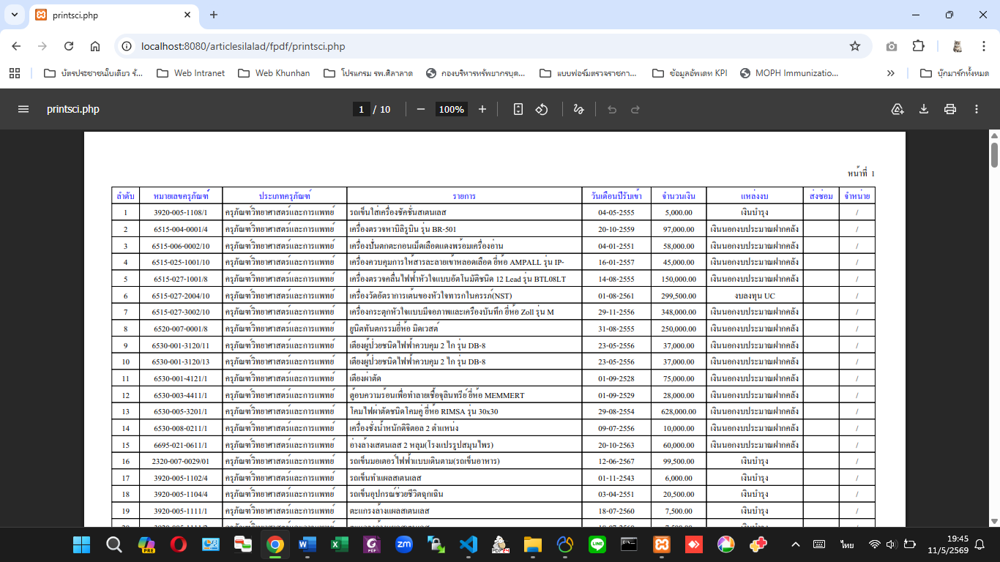 printsci.php
localhost:8080/articlesilalad/fpdf/printsci.php
บัตรประชาชนใบเดียว รั... Web Intranet Web Khunhan โปรแกรม รพ.ศิลาลาด กองบริหารทรัพยากรบุค... แบบฟอร์มตรวจราชกา... ข้อมูลอัพเดท KPI MOPH Immunizatio... บุ๊กมาร์กทั้งหมด
printsci.php 1 / 10 100%
หน้าที่ 1
ลำดับ หมายเลขครุภัณฑ์ ประเภทครุภัณฑ์ รายการ วันเดือนปีรับเข้า จำนวนเงิน แหล่งงบ ส่งซ่อม จำหน่าย
1 3920-005-1108/1 ครุภัณฑ์วิทยาศาสตร์และการแพทย์ รถเข็นใส่เครื่องซัคชั่นสเตนเลส 04-05-2555 5,000.00 เงินบำรุง /
2 6515-004-0001/4 ครุภัณฑ์วิทยาศาสตร์และการแพทย์ เครื่องตรวจหาบิลิรูบิน รุ่น BR-501 20-10-2559 97,000.00 เงินนอกงบประมาณฝากคลัง /
3 6515-006-0002/10 ครุภัณฑ์วิทยาศาสตร์และการแพทย์ เครื่องปั่นตกตะกอนเม็ดเลือดแดงพร้อมเครื่องอ่าน 04-01-2551 58,000.00 เงินนอกงบประมาณฝากคลัง /
4 6515-025-1001/10 ครุภัณฑ์วิทยาศาสตร์และการแพทย์ เครื่องควบคุมการให้สารละลายเข้าหลอดเลือด ยี่ห้อ AMPALL รุ่น IP- 16-01-2557 45,000.00 เงินนอกงบประมาณฝากคลัง /
5 6515-027-1001/8 ครุภัณฑ์วิทยาศาสตร์และการแพทย์ เครื่องตรวจคลื่นไฟฟ้าหัวใจแบบอัตโนมัติชนิด 12 Lead รุ่น BTL08LT 14-08-2555 150,000.00 เงินนอกงบประมาณฝากคลัง /
6 6515-027-2004/10 ครุภัณฑ์วิทยาศาสตร์และการแพทย์ เครื่องวัดอัตราการเต้นของหัวใจทารกในครรภ์(NST) 01-08-2561 299,500.00 งบลงทุน UC /
7 6515-027-3002/10 ครุภัณฑ์วิทยาศาสตร์และการแพทย์ เครื่องกระตุกหัวใจแบบมีจอภาพและเครื่องบันทึก ยี่ห้อ Zoll รุ่น M 29-11-2556 348,000.00 เงินนอกงบประมาณฝากคลัง /
8 6520-007-0001/8 ครุภัณฑ์วิทยาศาสตร์และการแพทย์ ยูนิตทันตกรรมยี่ห้อ มิดเวสต์ 31-08-2555 250,000.00 เงินนอกงบประมาณฝากคลัง /
9 6530-001-3120/11 ครุภัณฑ์วิทยาศาสตร์และการแพทย์ เตียงผู้ป่วยชนิดไฟฟ้าควบคุม 2 ไก รุ่น DB-8 23-05-2556 37,000.00 เงินนอกงบประมาณฝากคลัง /
10 6530-001-3120/13 ครุภัณฑ์วิทยาศาสตร์และการแพทย์ เตียงผู้ป่วยชนิดไฟฟ้าควบคุม 2 ไก รุ่น DB-8 23-05-2556 37,000.00 เงินนอกงบประมาณฝากคลัง /
11 6530-001-4121/1 ครุภัณฑ์วิทยาศาสตร์และการแพทย์ เตียงผ่าตัด 01-09-2528 75,000.00 เงินนอกงบประมาณฝากคลัง /
12 6530-003-4411/1 ครุภัณฑ์วิทยาศาสตร์และการแพทย์ ตู้อบความร้อนเพื่อทำลายเชื้อจุลินทรีย์ ยี่ห้อ MEMMERT 01-09-2529 28,000.00 เงินนอกงบประมาณฝากคลัง /
13 6530-005-3201/1 ครุภัณฑ์วิทยาศาสตร์และการแพทย์ โคมไฟผ่าตัดชนิดโคมคู่ ยี่ห้อ RIMSA รุ่น 30x30 29-08-2554 628,000.00 เงินนอกงบประมาณฝากคลัง /
14 6530-008-0211/1 ครุภัณฑ์วิทยาศาสตร์และการแพทย์ เครื่องชั่งน้ำหนักดิจิตอล 2 ตำแหน่ง 09-07-2556 10,000.00 เงินนอกงบประมาณฝากคลัง /
15 6695-021-0611/1 ครุภัณฑ์วิทยาศาสตร์และการแพทย์ อ่างล้างเสตนเลส 2 หลุม(โรงแปรรูปสมุนไพร) 20-10-2563 60,000.00 เงินนอกงบประมาณฝากคลัง /
16 2320-007-0029/01 ครุภัณฑ์วิทยาศาสตร์และการแพทย์ รถเข็นมอเตอร์ไฟฟ้าแบบเดินตาม(รถเข็นอาหาร) 12-06-2567 99,500.00 เงินบำรุง /
17 3920-005-1102/4 ครุภัณฑ์วิทยาศาสตร์และการแพทย์ รถเข็นทำแผลสเตนเลส 01-11-2543 6,000.00 เงินบำรุง /
18 3920-005-1104/4 ครุภัณฑ์วิทยาศาสตร์และการแพทย์ รถเข็นอุปกรณ์ช่วยชีวิตฉุกเฉิน 03-04-2551 20,500.00 เงินบำรุง /
19 3920-005-1111/1 ครุภัณฑ์วิทยาศาสตร์และการแพทย์ ตะแกรงล้างแผลสเตนเลส 18-07-2560 7,500.00 เงินบำรุง /
ไทย 19:45
11/5/2569